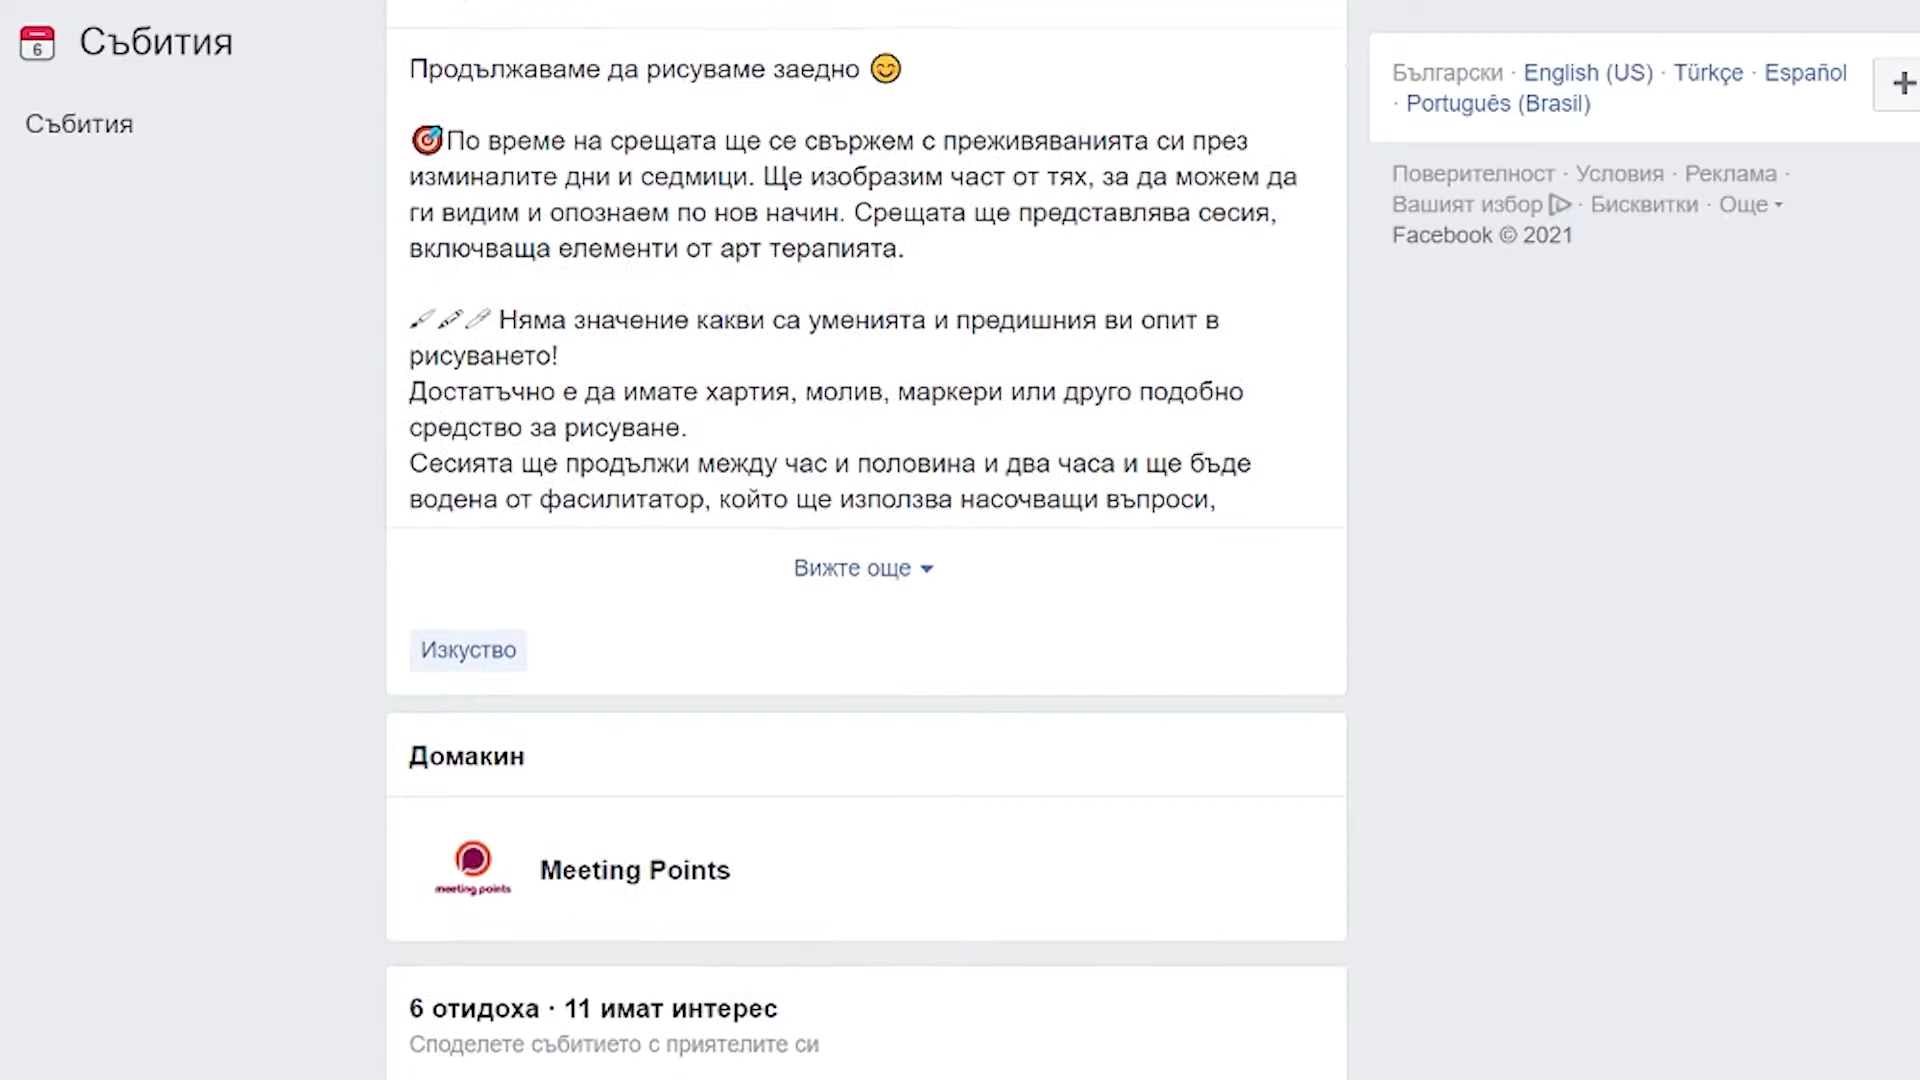 6
Събития
Събития
Продължаваме да рисуваме заедно
По време на срещата ще се свържем с преживяванията си през
изминалите дни и седмици. Ще изобразим част от тях, за да можем да
ги видим и опознаем по нов начин. Срещата ще представлява сесия,
включваща елементи от арт терапията.
Няма значение какви са уменията и предишния ви опит в
рисуването!
Достатъчно е да имате хартия, молив, маркери или друго подобно
средство за рисуване.
Сесията ще продължи между час и половина и два часа и ще бъде
водена от фасилитатор, който ще използва насочващи въпроси,
Вижте още
Изкуство
Домакин
meeting points
Meeting Points
6 отидоха · 11 имат интерес
Споделете събитието с приятелите си
Български · English (US) · Türkçe · Español
· Português (Brasil)
+
Поверителност · Условия · Реклама ·
Вашият избор · Бисквитки · Още
Facebook © 2021